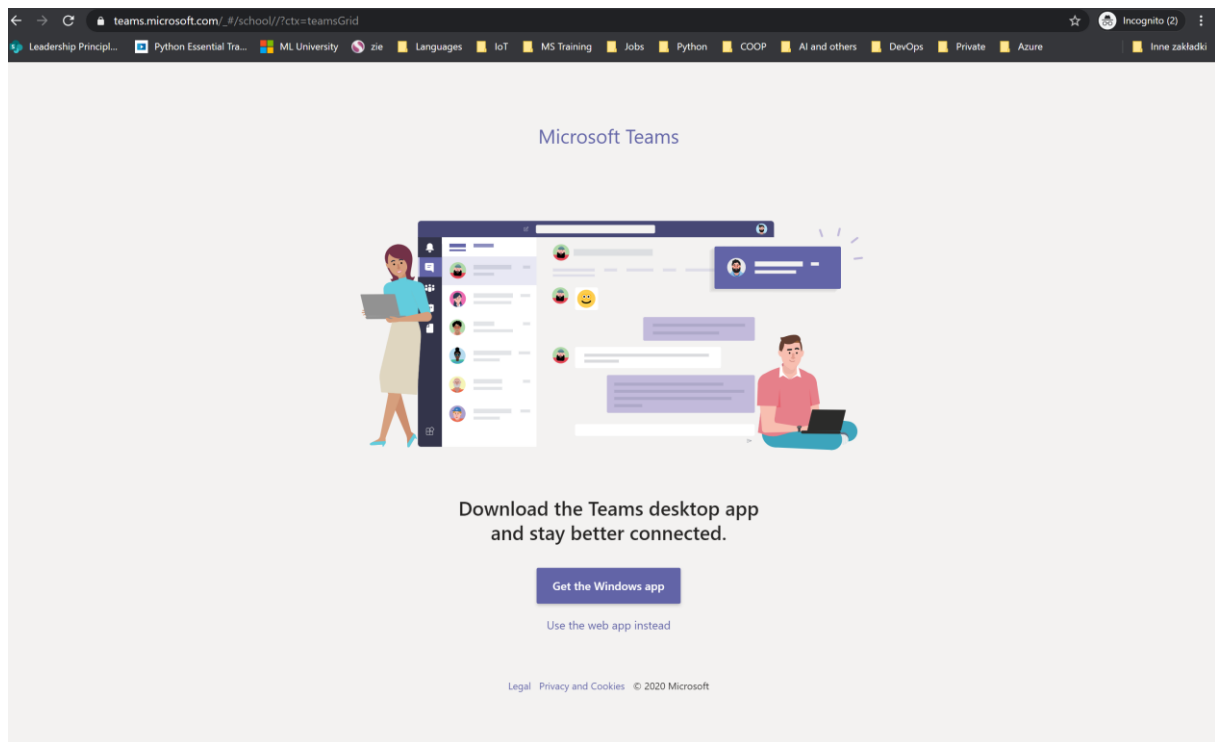 teams.microsoft.com/_#/school//?ctx=teamsGrid Incognito (2)
Leadership Principl... Python Essential Tra... ML University zie Languages IoT MS Training Jobs Python COOP AI and others DevOps Private Azure Inne zakładki
Microsoft Teams
Download the Teams desktop app
and stay better connected.
Get the Windows app
Use the web app instead
Legal Privacy and Cookies © 2020 Microsoft